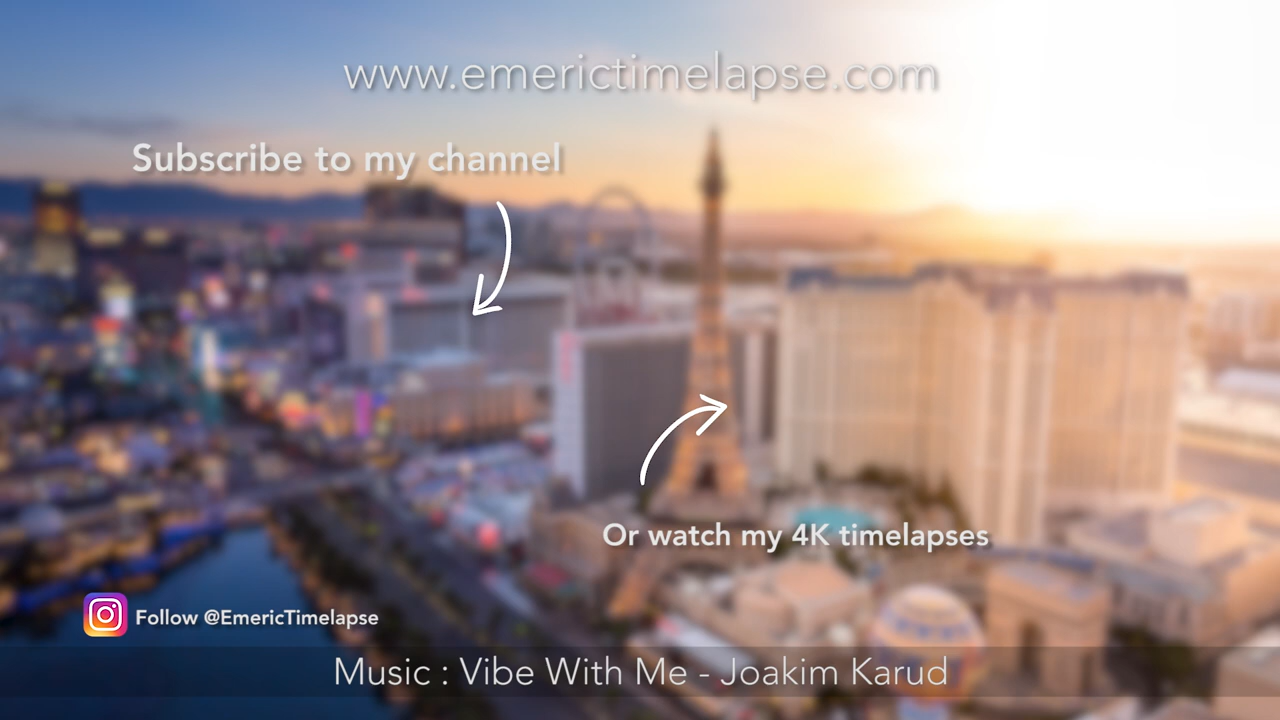 www.emerictimelapse.com
Subscribe to my channel
Or watch my 4K timelapses
Follow @EmericTimelapse
Music : Vibe With Me - Joakim Karud